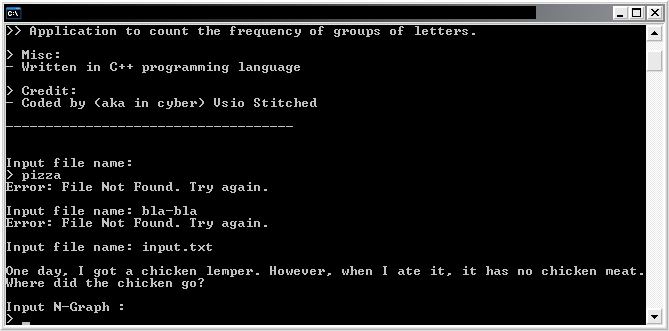 C:\
>> Application to count the frequency of groups of letters.
> Misc:
- Written in C++ programming language
> Credit:
- Coded by (aka in cyber) Vsio Stitched
------------------------------------
Input file name:
> pizza
Error: File Not Found. Try again.
Input file name: bla-bla
Error: File Not Found. Try again.
Input file name: input.txt
One day, I got a chicken lemper. However, when I ate it, it has no chicken meat.
Where did the chicken go?
Input N-Graph :
> _